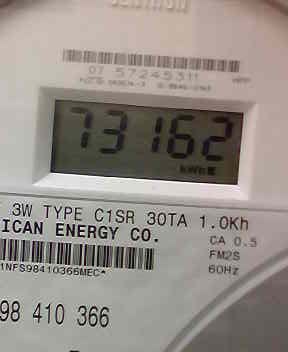 CENTRON
07 57245311
73162
kWh
3W TYPE C1SR 30TA 1.0Kh
ICAN ENERGY CO.
CA 0.5
FM2S
60Hz
1NFS98410366MEC*
98 410 366